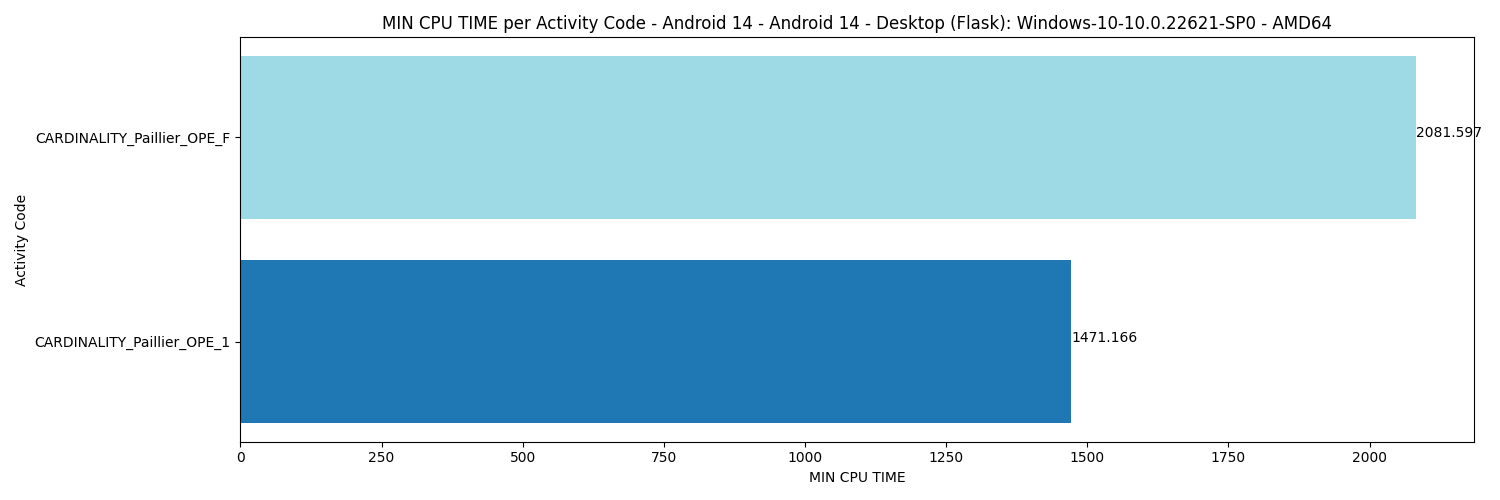 MIN CPU TIME per Activity Code - Android 14 - Android 14 - Desktop (Flask): Windows-10-10.0.22621-SP0 - AMD64
CARDINALITY_Paillier_OPE_F
2081.597
Activity Code
CARDINALITY_Paillier_OPE_1
1471.166
0 250 500 750 1000 1250 1500 1750 2000
MIN CPU TIME